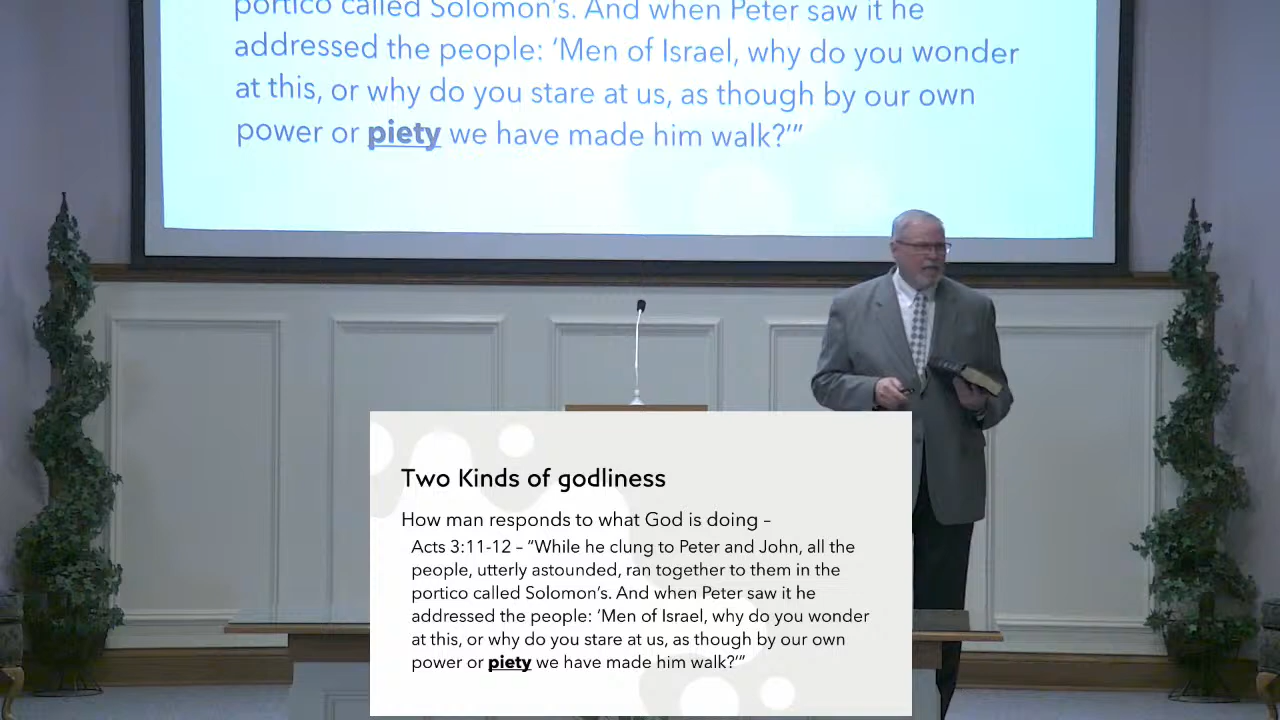 portico called Solomon's. And when Peter saw it he
addressed the people: 'Men of Israel, why do you wonder
at this, or why do you stare at us, as though by our own
power or piety we have made him walk?'"
Two Kinds of godliness
How man responds to what God is doing –
Acts 3:11-12 – "While he clung to Peter and John, all the
people, utterly astounded, ran together to them in the
portico called Solomon's. And when Peter saw it he
addressed the people: 'Men of Israel, why do you wonder
at this, or why do you stare at us, as though by our own
power or piety we have made him walk?'"